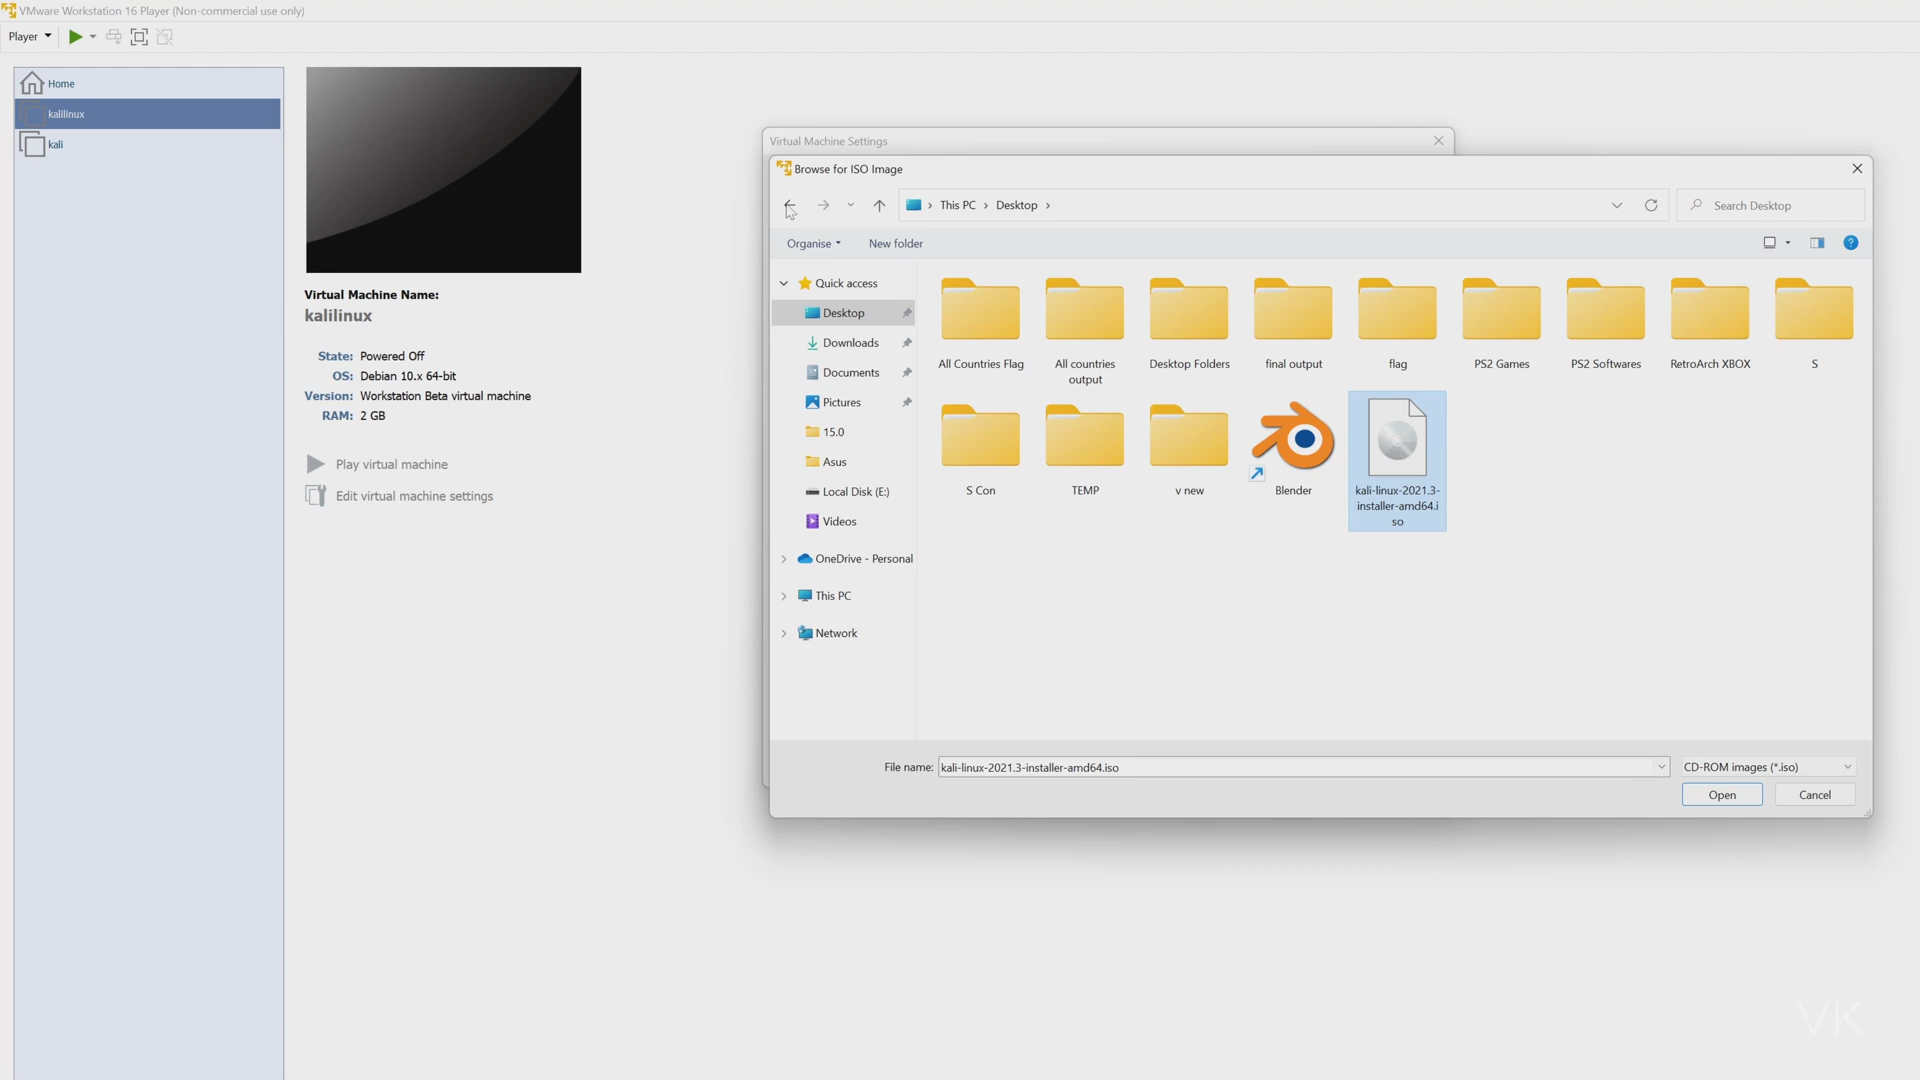 VMware Workstation 16 Player (Non-commercial use only)
Player
Home
kalilinux
kali
Virtual Machine Name:
kalilinux
State: Powered Off
OS: Debian 10.x 64-bit
Version: Workstation Beta virtual machine
RAM: 2 GB
Play virtual machine
Edit virtual machine settings
Virtual Machine Settings
Browse for ISO Image
This PC > Desktop >
Search Desktop
Organise
New folder
Quick access
Desktop
Downloads
Documents
Pictures
15.0
Asus
Local Disk (E:)
Videos
OneDrive - Personal
This PC
Network
All Countries Flag
All countries
output
Desktop Folders
final output
flag
PS2 Games
PS2 Softwares
RetroArch XBOX
S
S Con
TEMP
v new
Blender
kali-linux-2021.3-
installer-amd64.i
so
File name: kali-linux-2021.3-installer-amd64.iso
CD-ROM images (*.iso)
Open
Cancel
VK